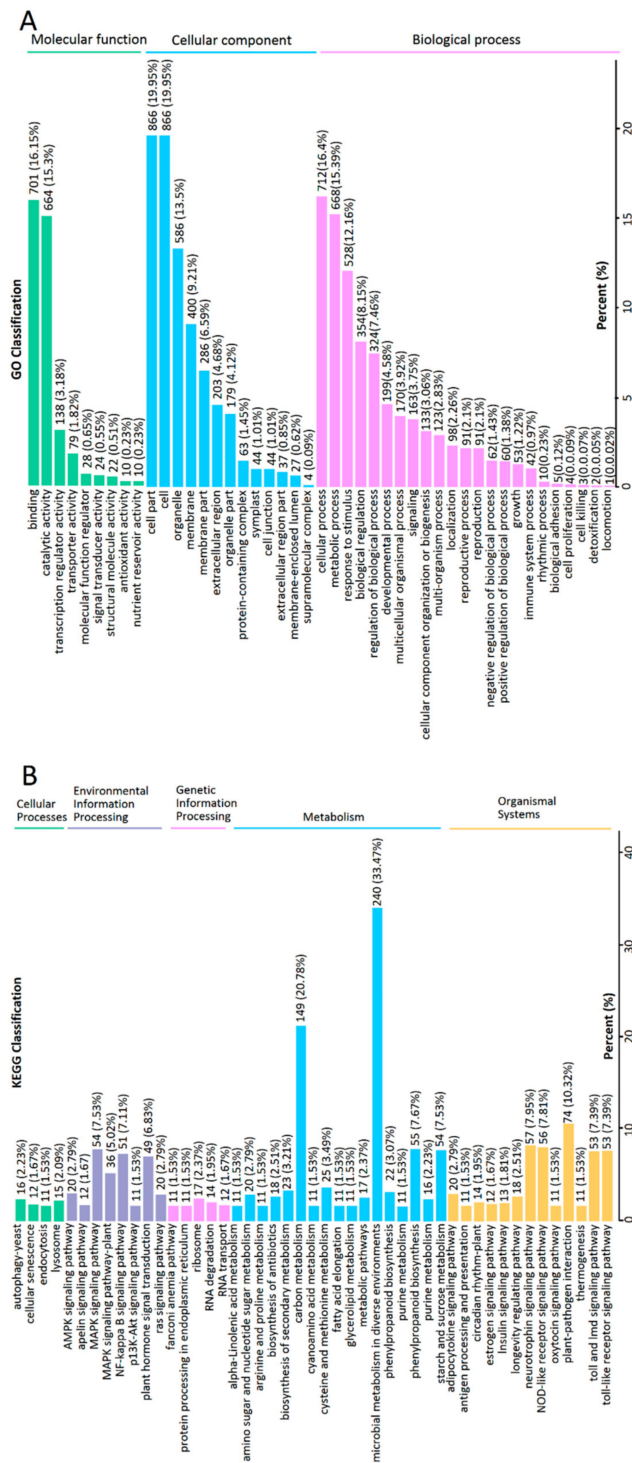 A
Molecular function
Cellular component
Biological process
GO Classification
701 (16.15%)
664 (15.3%)
138 (3.18%)
79 (1.82%)
28 (0.65%)
24 (0.55%)
22 (0.51%)
10 (0.23%)
10 (0.23%)
866 (19.95%)
866 (19.95%)
586 (13.5%)
400 (9.21%)
286 (6.59%)
203 (4.68%)
179 (4.12%)
63 (1.45%)
44 (1.01%)
44 (1.01%)
37 (0.85%)
27 (0.62%)
4 (0.09%)
712(16.4%)
668(15.39%)
528(12.16%)
354(8.15%)
324(7.46%)
199(4.58%)
170(3.92%)
163(3.75%)
133(3.06%)
123(2.83%)
98(2.26%)
91(2.1%)
91(2.1%)
62(1.43%)
60(1.38%)
53(1.22%)
42(0.97%)
10(0.23%)
5(0.12%)
4(0.09%)
3(0.07%)
2(0.05%)
1(0.02%)
binding
catalytic activity
transcription regulator activity
transporter activity
molecular function regulator
signal transducer activity
structural molecule activity
antioxidant activity
nutrient reservoir activity
cell part
cell
organelle
membrane
membrane part
extracellular region
organelle part
protein-containing complex
symplast
cell junction
extracellular region part
membrane-enclosed lumen
supramolecular complex
cellular process
metabolic process
response to stimulus
biological regulation
regulation of biological process
developmental process
multicellular organismal process
signaling
cellular component organization or biogenesis
multi-organism process
localization
reproductive process
reproduction
negative regulation of biological process
positive regulation of biological process
growth
immune system process
rhythmic process
biological adhesion
cell proliferation
cell killing
detoxification
locomotion
Percent (%)
20
10
0
B
Cellular
Processes
Environmental
Information
Processing
Genetic
Information
Processing
Metabolism
Organismal
Systems
KEGG Classification
16 (2.23%)
12 (1.67%)
11 (1.53%)
15 (2.09%)
20 (2.79%)
12 (1.67)
54 (7.53%)
36 (5.02%)
51 (7.11%)
11 (1.53%)
49 (6.83%)
20 (2.79%)
11 (1.53%)
11 (1.53%)
17 (2.37%)
14 (1.95%)
12 (1.67%)
11 (1.53%)
20 (2.79%)
11 (1.53%)
18 (2.51%)
23 (3.21%)
149 (20.78%)
11 (1.53%)
25 (3.49%)
11 (1.53%)
11 (1.53%)
17 (2.37%)
240 (33.47%)
22 (3.07%)
11 (1.53%)
55 (7.67%)
16 (2.23%)
54 (7.53%)
20 (2.79%)
11 (1.53%)
14 (1.95%)
12 (1.67%)
13 (1.81%)
18 (2.51%)
57 (7.95%)
56 (7.81%)
11 (1.53%)
74 (10.32%)
11 (1.53%)
53 (7.39%)
53 (7.39%)
autophagy-yeast
cellular senescence
endocytosis
lysosome
AMPK signaling pathway
apelin signaling pathway
MAPK signaling pathway
MAPK signaling pathway-plant
NF-kappa B signaling pathway
p13K-Akt signaling pathway
plant hormone signal transduction
ras signaling pathway
fanconi anemia pathway
protein processing in endoplasmic reticulum
ribosome
RNA degradation
RNA transport
alpha-Linolenic acid metabolism
amino sugar and nucleotide sugar metabolism
arginine and proline metabolism
biosynthesis of antibiotics
biosynthesis of secondary metabolism
carbon metabolism
cyanoamino acid metabolism
cysteine and methionine metabolism
fatty acid elongation
glycerolipid metabolism
metabolic pathways
microbial metabolism in diverse environments
phenylpropanoid biosynthesis
purine metabolism
phenylpropanoid biosynthesis
purine metabolism
starch and sucrose metabolism
adipocytokine signaling pathway
antigen processing and presentation
circadian rhythm-plant
estrogen signaling pathway
Insulin signaling pathway
longevity regulating pathway
neurotrophin signaling pathway
NOD-like receptor signaling pathway
oxytocin signaling pathway
plant-pathogen interaction
thermogenesis
toll and Imd signaling pathway
toll-like receptor signaling pathway
Percent (%)
40
30
20
10
0